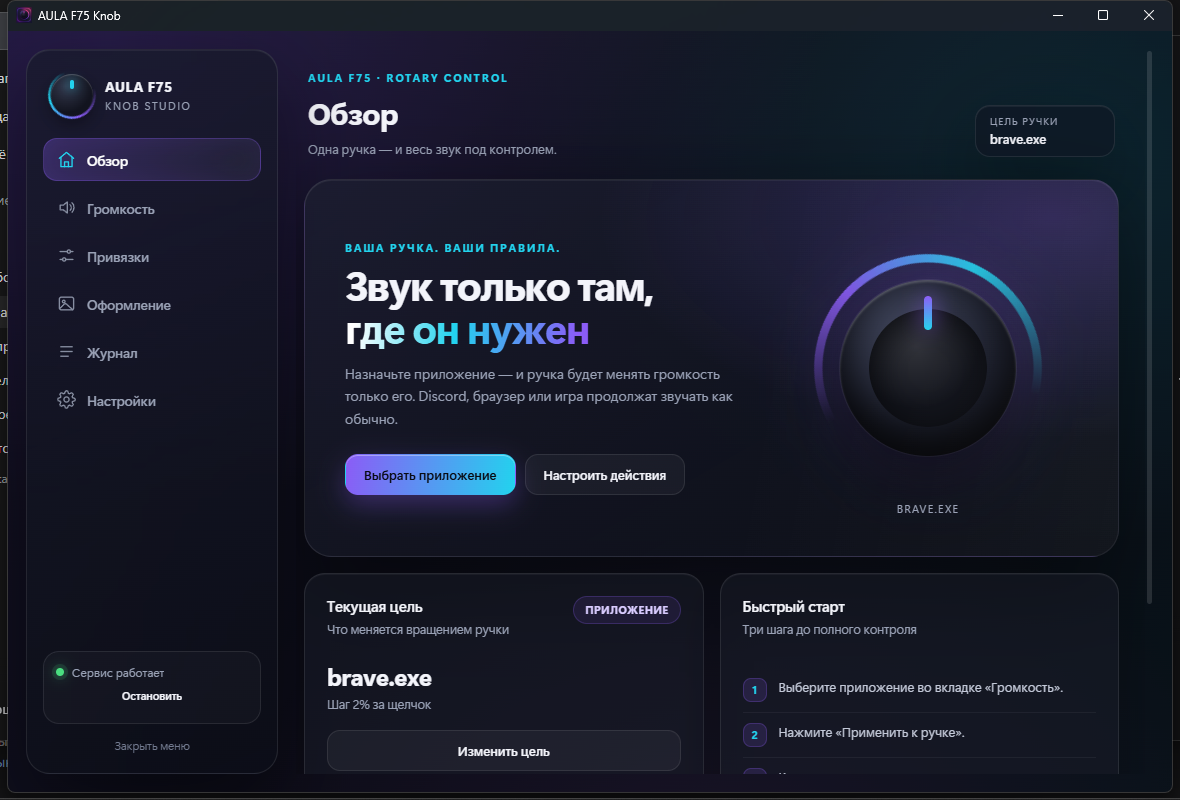 AULA F75 Knob
AULA F75
KNOB STUDIO
Обзор
Громкость
Привязки
Оформление
Журнал
Настройки
Сервис работает
Остановить
Закрыть меню
AULA F75 · ROTARY CONTROL
Обзор
Одна ручка — и весь звук под контролем.
ЦЕЛЬ РУЧКИ
brave.exe
ВАША РУЧКА. ВАШИ ПРАВИЛА.
Звук только там,
где он нужен
Назначьте приложение — и ручка будет менять громкость
только его. Discord, браузер или игра продолжат звучать как
обычно.
Выбрать приложение
Настроить действия
BRAVE.EXE
Текущая цель
Что меняется вращением ручки
ПРИЛОЖЕНИЕ
brave.exe
Шаг 2% за щелчок
Изменить цель
Быстрый старт
Три шага до полного контроля
1 Выберите приложение во вкладке «Громкость».
2 Нажмите «Применить к ручке».